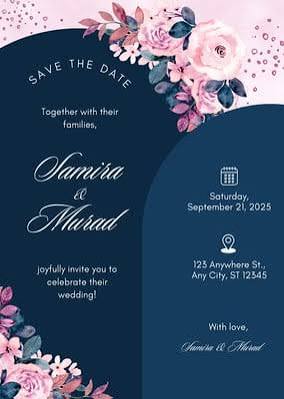 SAVE THE DATE
Together with their
families,
Samira
&
Murad
joyfully invite you to
celebrate their
wedding!
Saturday,
September 21, 2025
123 Anywhere St.,
Any City, ST 12345
With love,
Samira & Murad